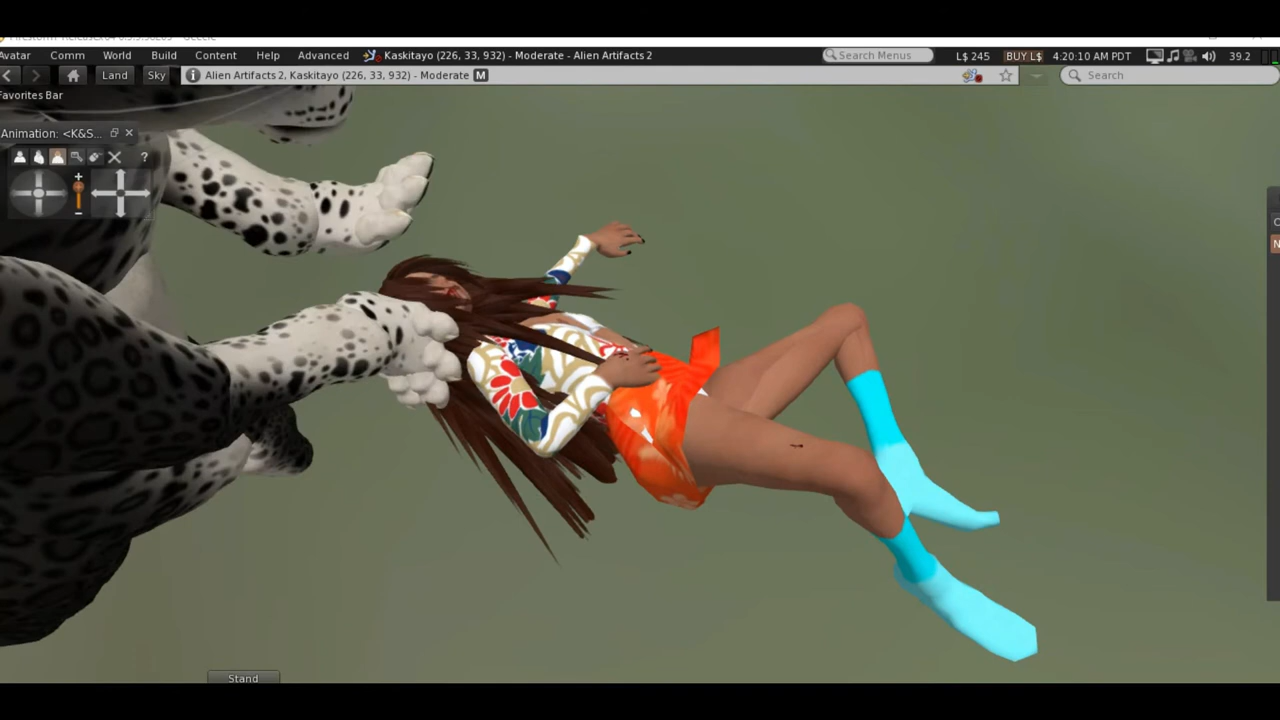 Avatar Comm World Build Content Help Advanced Kaskitayo (226, 33, 932) - Moderate - Alien Artifacts 2 Search Menus L$ 245 BUY L$ 4:20:10 AM PDT 39.2
Land Sky Alien Artifacts 2, Kaskitayo (226, 33, 932) - Moderate M Search
Favorites Bar
Animation: <K&S...
?
+
-
Stand